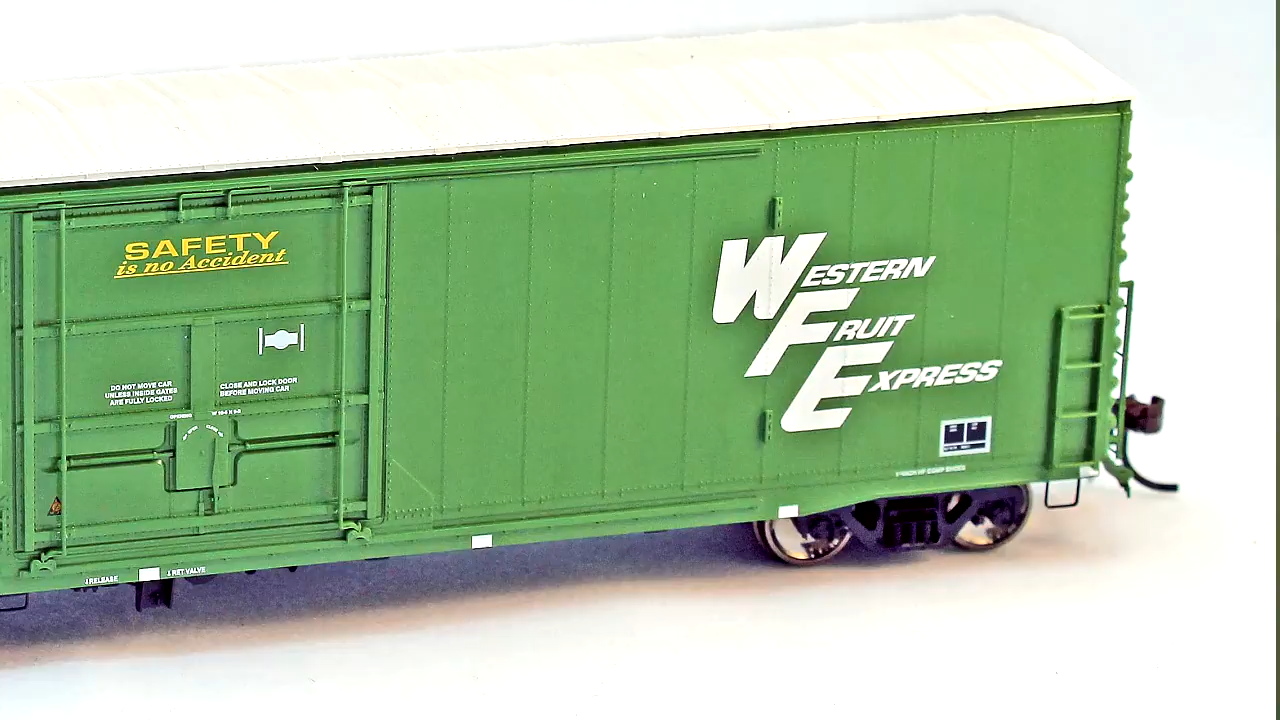 SAFETY
is no Accident
DO NOT MOVE CAR
UNLESS INSIDE GATES
ARE FULLY LOCKED
CLOSE AND LOCK DOOR
BEFORE MOVING CAR
WESTERN
FRUIT
EXPRESS
RELEASE
RET. VALVE